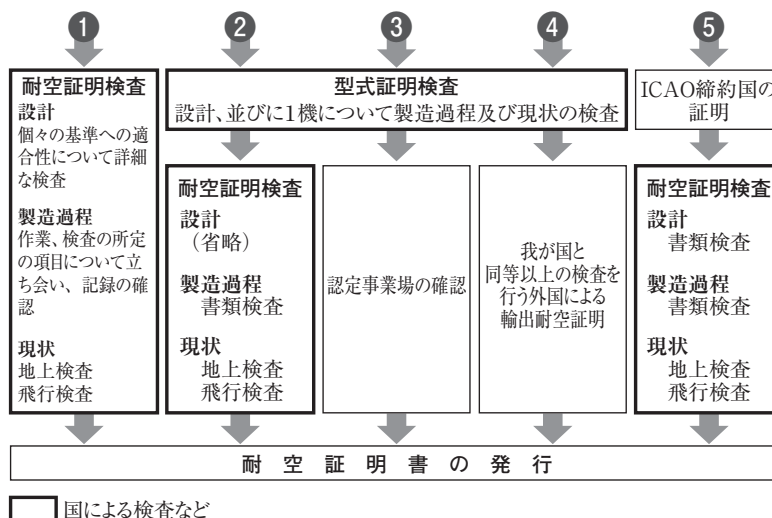 1
2
3
4
5
耐空証明検査
設計
個々の基準への適
合性について詳細
な検査
製造過程
作業、検査の所定
の項目について立
ち会い、記録の確
認
現状
地上検査
飛行検査
型式証明検査
設計、並びに1機について製造過程及び現状の検査
耐空証明検査
設計
(省略)
製造過程
書類検査
現状
地上検査
飛行検査
認定事業場の確認
我が国と
同等以上の検査を
行う外国による
輸出耐空証明
ICAO締約国の
証明
耐空証明検査
設計
書類検査
製造過程
書類検査
現状
地上検査
飛行検査
耐空証明書の発行
国による検査など